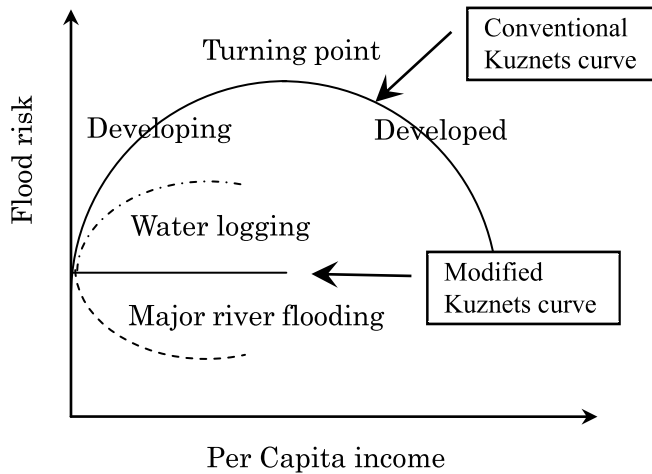 Conventional
Kuznets curve
Turning point
Developing
Developed
Flood risk
Water logging
Modified
Kuznets curve
Major river flooding
Per Capita income